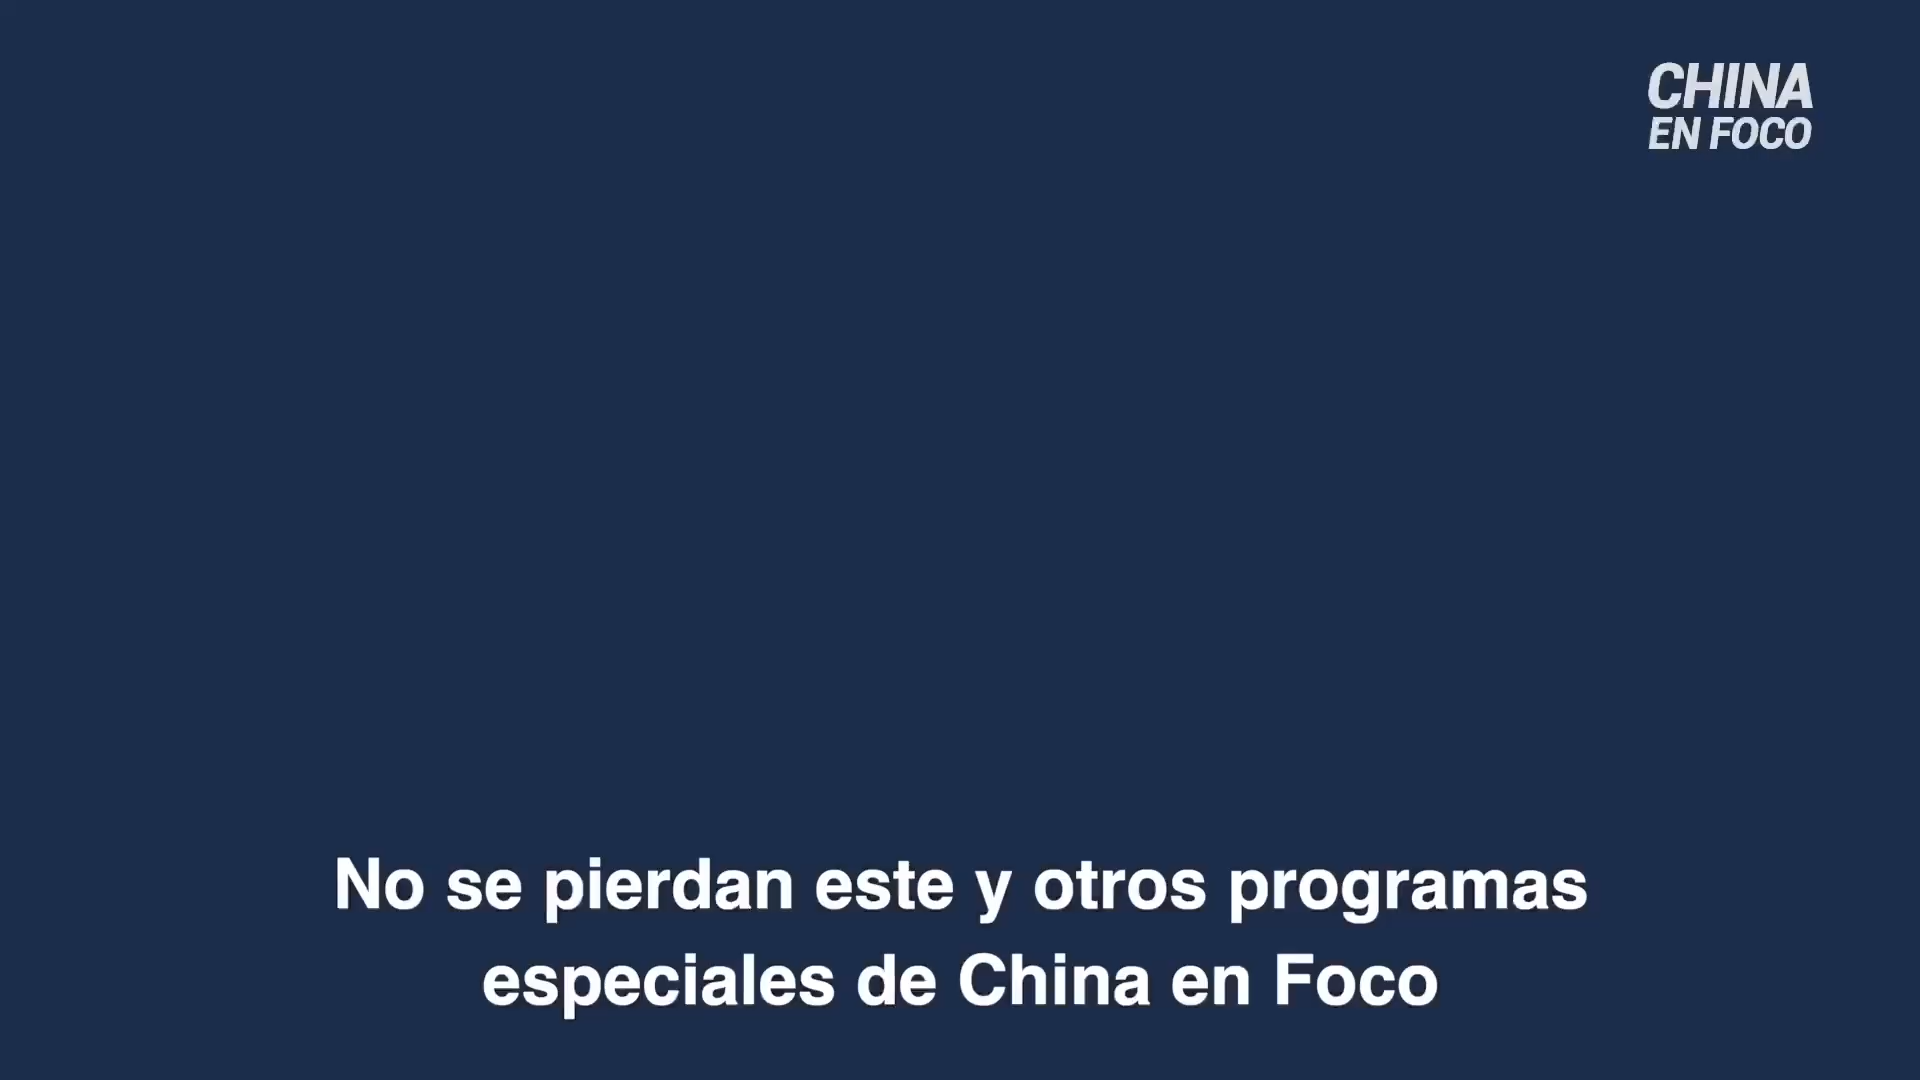 CHINA
EN FOCO
No se pierdan este y otros programas
especiales de China en Foco